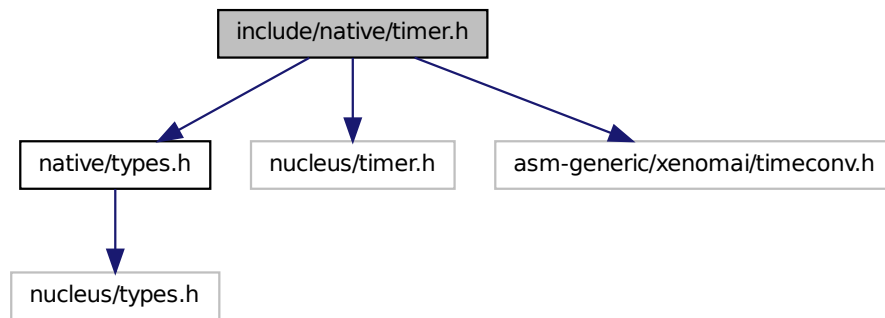 include/native/timer.h
native/types.h
nucleus/timer.h
asm-generic/xenomai/timeconv.h
nucleus/types.h